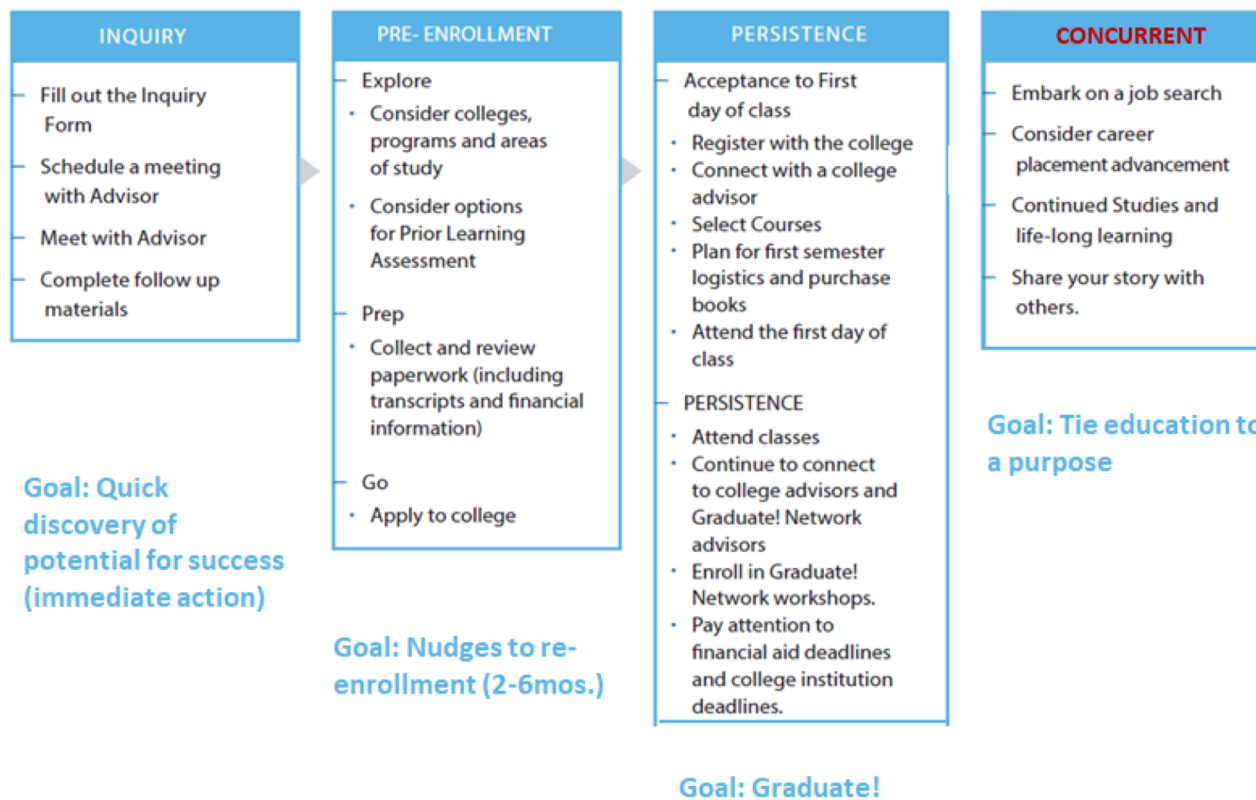 INQUIRY
Fill out the Inquiry
Form
Schedule a meeting
with Advisor
Meet with Advisor
Complete follow up
materials
Goal: Quick
discovery of
potential for success
(immediate action)
PRE- ENROLLMENT
Explore
• Consider colleges,
programs and areas
of study
• Consider options
for Prior Learning
Assessment
Prep
• Collect and review
paperwork (including
transcripts and financial
information)
Go
• Apply to college
Goal: Nudges to re-
enrollment (2-6mos.)
PERSISTENCE
Acceptance to First
day of class
• Register with the college
• Connect with a college
advisor
• Select Courses
• Plan for first semester
logistics and purchase
books
• Attend the first day of
class
PERSISTENCE
• Attend classes
• Continue to connect
to college advisors and
Graduate! Network
advisors
• Enroll in Graduate!
Network workshops.
• Pay attention to
financial aid deadlines
and college institution
deadlines.
Goal: Graduate!
CONCURRENT
Embark on a job search
Consider career
placement advancement
Continued Studies and
life-long learning
Share your story with
others.
Goal: Tie education to
a purpose